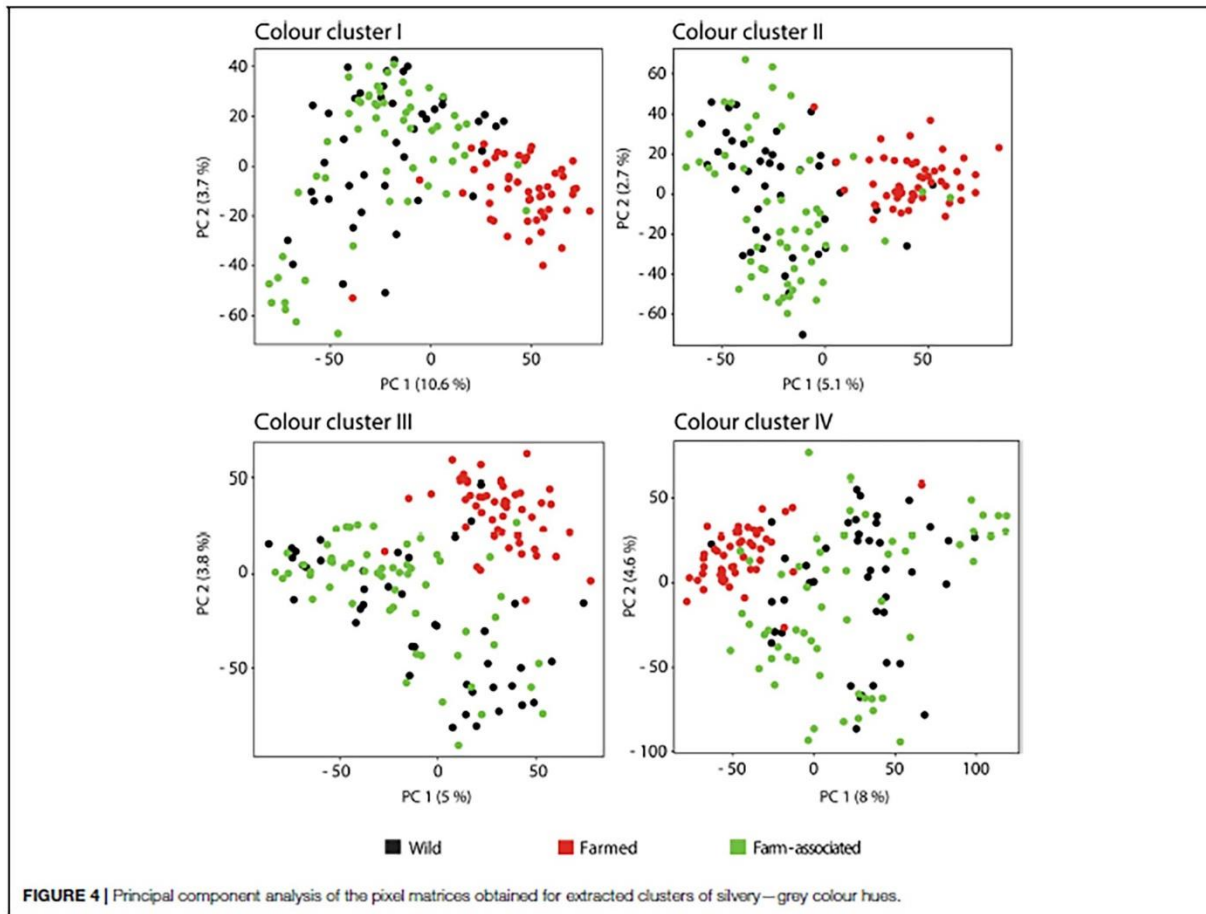 Colour cluster I
40
20
0
- 20
- 40
- 60
PC 2 (3.7 %)
- 50
0
50
PC 1 (10.6 %)
Colour cluster II
60
40
20
0
- 20
- 40
- 60
PC 2 (2.7 %)
- 50
0
50
PC 1 (5.1 %)
Colour cluster III
50
0
- 50
PC 2 (3.8 %)
- 50
0
50
PC 1 (5 %)
Colour cluster IV
50
0
- 50
- 100
PC 2 (4.6 %)
- 50
0
50
100
PC 1 (8 %)
Wild
Farmed
Farm-associated
FIGURE 4 | Principal component analysis of the pixel matrices obtained for extracted clusters of silvery—grey colour hues.